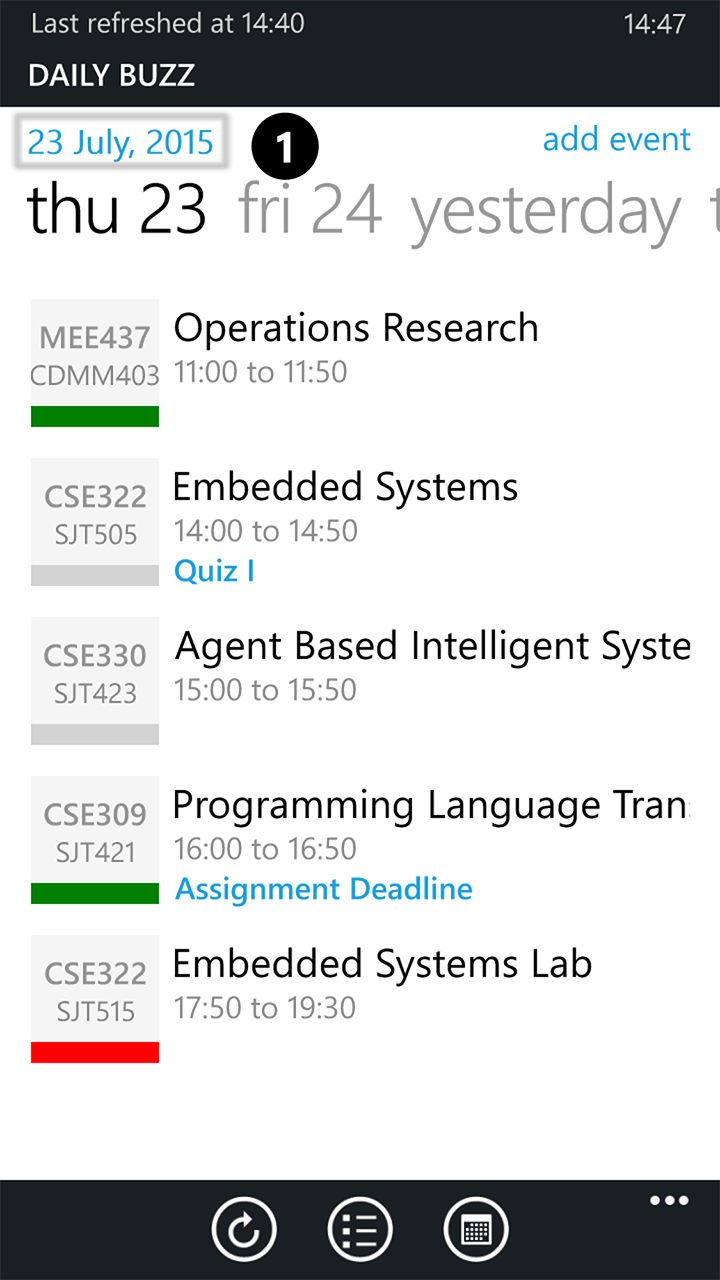 Last refreshed at 14:40 14:47
DAILY BUZZ
23 July, 2015 1 add event
thu 23 fri 24 yesterday t
MEE437
CDMM403
Operations Research
11:00 to 11:50
CSE322
SJT505
Embedded Systems
14:00 to 14:50
Quiz I
CSE330
SJT423
Agent Based Intelligent Syste
15:00 to 15:50
CSE309
SJT421
Programming Language Tran
16:00 to 16:50
Assignment Deadline
CSE322
SJT515
Embedded Systems Lab
17:50 to 19:30